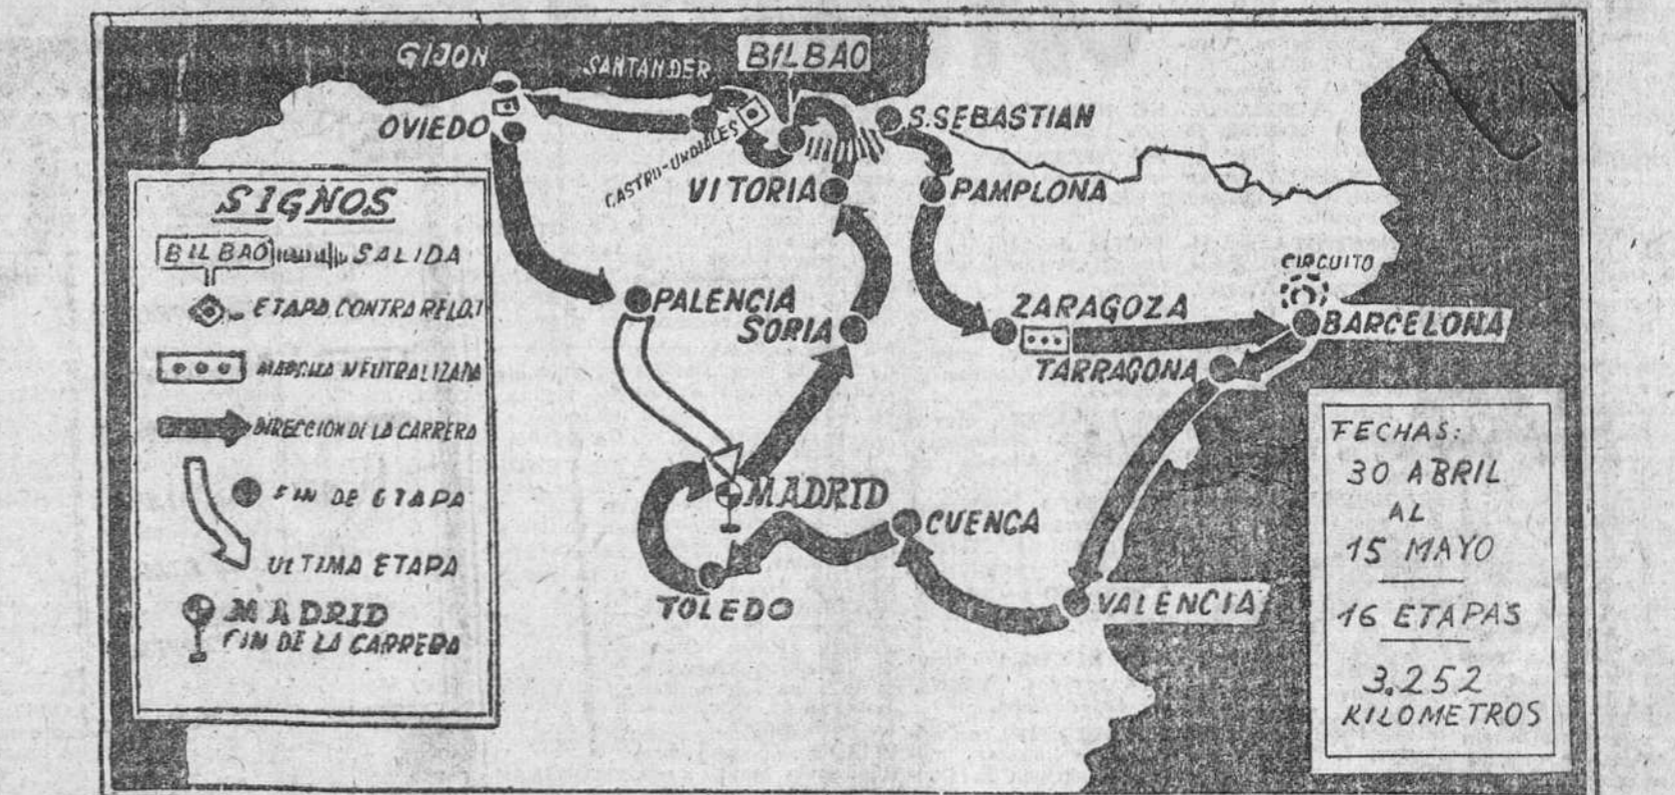 GIJON
SANTANDER
BILBAO
OVIEDO
CASTRO-URDIALES
S.SEBASTIAN
VITORIA
PAMPLONA
PALENCIA
SORIA
ZARAGOZA
CIRCUITO
BARCELONA
TARRAGONA
MADRID
CUENCA
TOLEDO
VALENCIA
SIGNOS
BILBAO SALIDA
ETAPA CONTRA RELOJ
MARCHA NEUTRALIZADA
DIRECCION DE LA CARRERA
FIN DE ETAPA
ULTIMA ETAPA
MADRID
FIN DE LA CARRERA
FECHAS:
30 ABRIL
AL
15 MAYO
16 ETAPAS
3.252
KILOMETROS